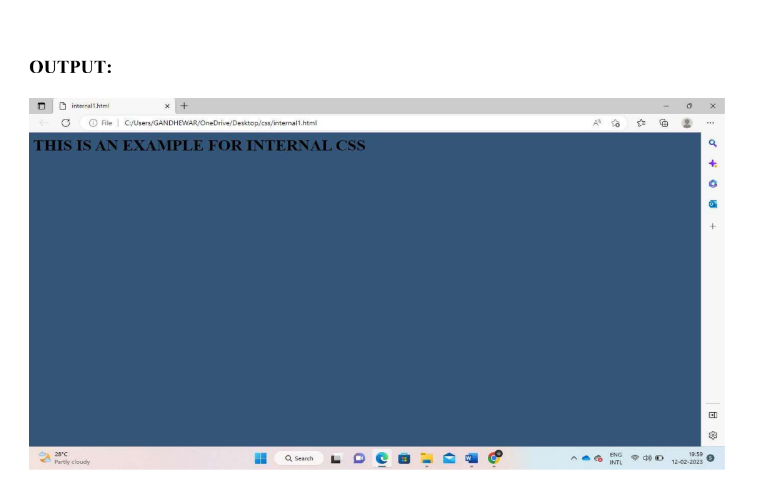 OUTPUT:
internal1.html
File C:/Users/GANDHEWAR/OneDrive/Desktop/css/internal1.html
THIS IS AN EXAMPLE FOR INTERNAL CSS
28°C
Partly cloudy
Search
ENG
INTL
19:59
12-02-2023